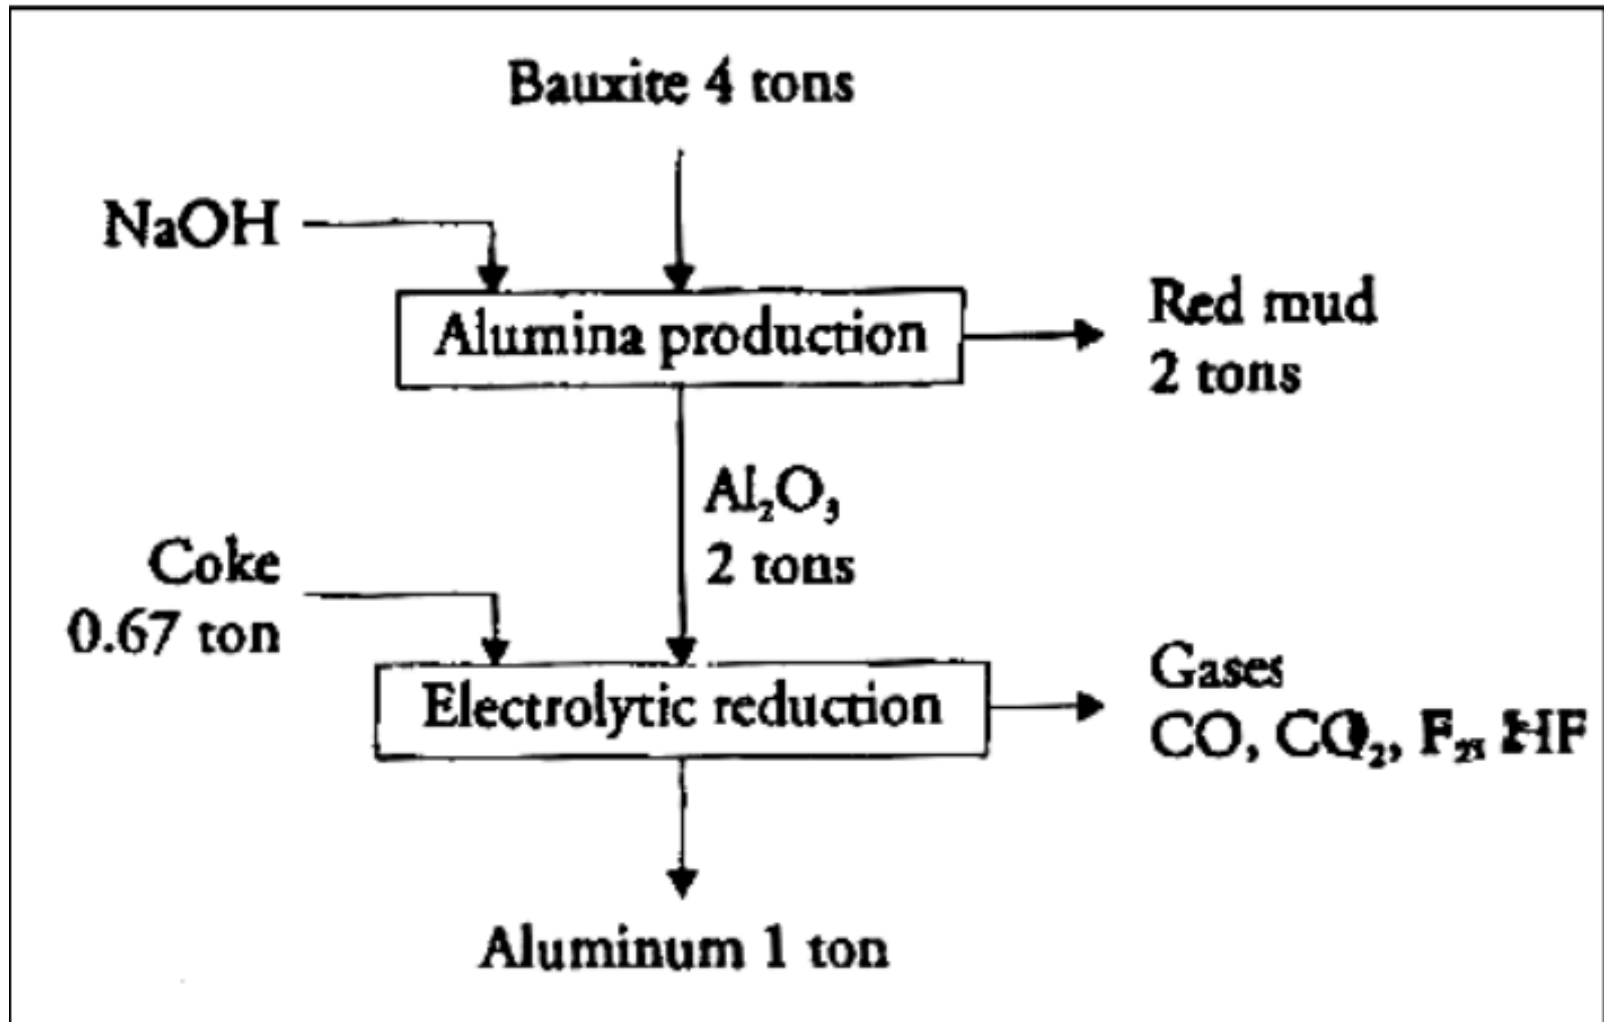 Bauxite 4 tons
NaOH
Alumina production
Red mud
2 tons
Al₂O₃
2 tons
Coke
0.67 ton
Electrolytic reduction
Gases
CO, CO₂, F₂, HF
Aluminum 1 ton